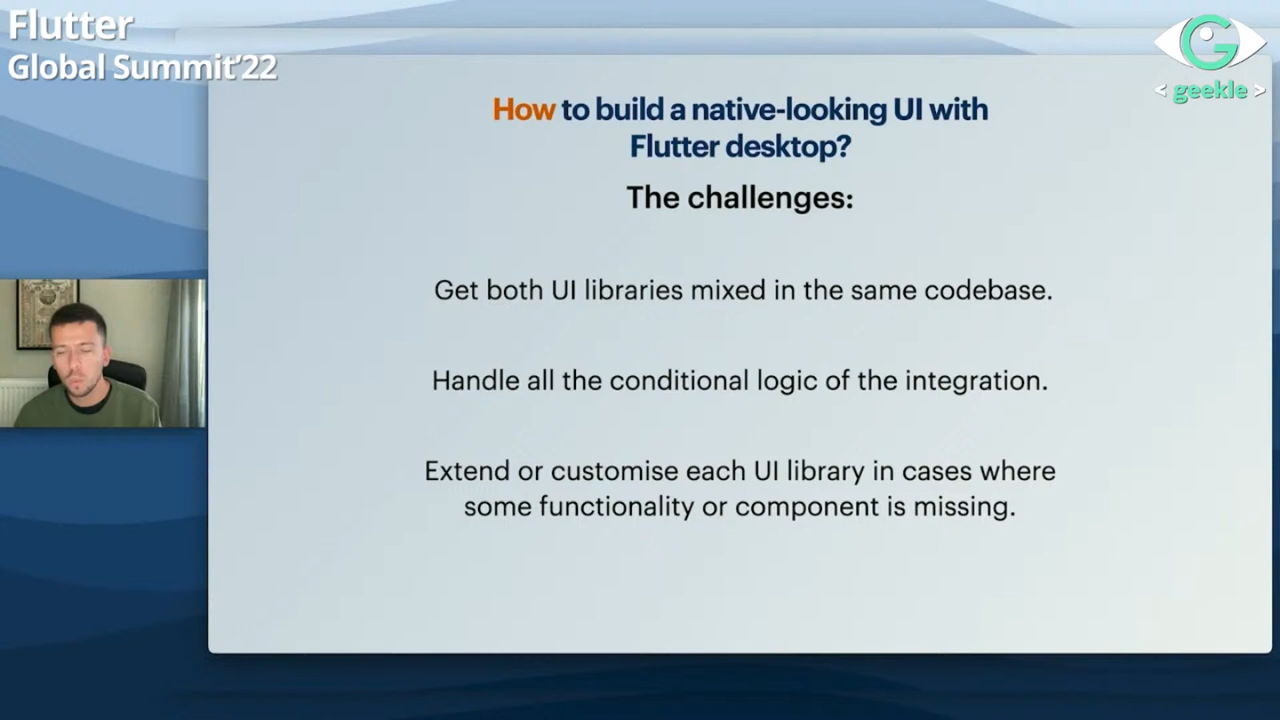 Flutter
Global Summit'22
< geekle >
How to build a native-looking UI with
Flutter desktop?
The challenges:
Get both UI libraries mixed in the same codebase.
Handle all the conditional logic of the integration.
Extend or customise each UI library in cases where
some functionality or component is missing.